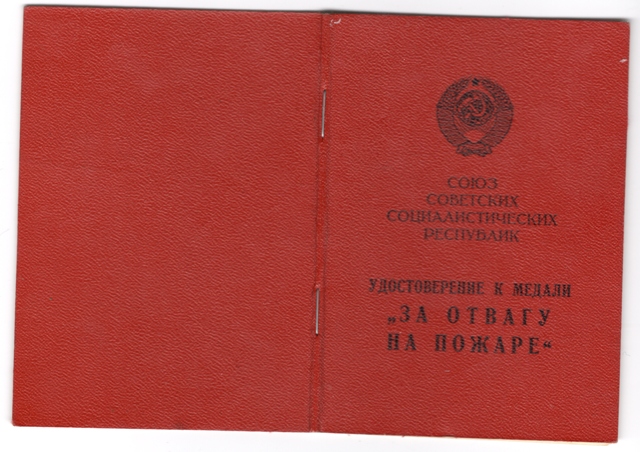 СОЮЗ
СОВЕТСКИХ
СОЦИАЛИСТИЧЕСКИХ
РЕСПУБЛИК
УДОСТОВЕРЕНИЕ К МЕДАЛИ
„ЗА ОТВАГУ
НА ПОЖАРЕ“